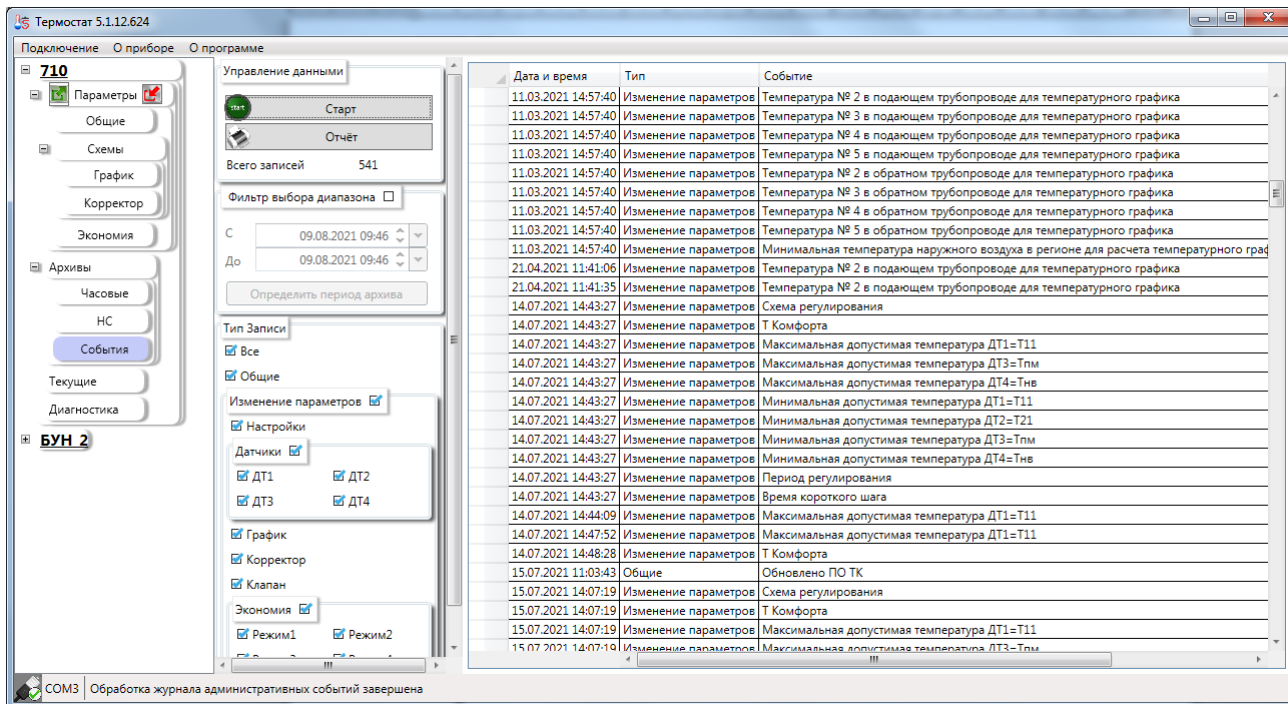 Термостат 5.1.12.624
Подключение О приборе О программе
710
Параметры
Общие
Схемы
График
Корректор
Экономия
Архивы
Часовые
НС
События
Текущие
Диагностика
БУН_2
Управление данными
start
Старт
Отчёт
Всего записей 541
Фильтр выбора диапазона
С 09.08.2021 09:46
До 09.08.2021 09:46
Определить период архива
Тип Записи
Все
Общие
Изменение параметров
Настройки
Датчики
ДТ1 ДТ2
ДТ3 ДТ4
График
Корректор
Клапан
Экономия
Режим1 Режим2
Дата и время Тип Событие
11.03.2021 14:57:40 Изменение параметров Температура № 2 в подающем трубопроводе для температурного графика
11.03.2021 14:57:40 Изменение параметров Температура № 3 в подающем трубопроводе для температурного графика
11.03.2021 14:57:40 Изменение параметров Температура № 4 в подающем трубопроводе для температурного графика
11.03.2021 14:57:40 Изменение параметров Температура № 5 в подающем трубопроводе для температурного графика
11.03.2021 14:57:40 Изменение параметров Температура № 2 в обратном трубопроводе для температурного графика
11.03.2021 14:57:40 Изменение параметров Температура № 3 в обратном трубопроводе для температурного графика
11.03.2021 14:57:40 Изменение параметров Температура № 4 в обратном трубопроводе для температурного графика
11.03.2021 14:57:40 Изменение параметров Температура № 5 в обратном трубопроводе для температурного графика
11.03.2021 14:57:40 Изменение параметров Минимальная температура наружного воздуха в регионе для расчета температурного граф
21.04.2021 11:41:06 Изменение параметров Температура № 2 в подающем трубопроводе для температурного графика
21.04.2021 11:41:35 Изменение параметров Температура № 2 в подающем трубопроводе для температурного графика
14.07.2021 14:43:27 Изменение параметров Схема регулирования
14.07.2021 14:43:27 Изменение параметров Т Комфорта
14.07.2021 14:43:27 Изменение параметров Максимальная допустимая температура ДТ1=Т11
14.07.2021 14:43:27 Изменение параметров Максимальная допустимая температура ДТ3=Тпм
14.07.2021 14:43:27 Изменение параметров Максимальная допустимая температура ДТ4=Тнв
14.07.2021 14:43:27 Изменение параметров Минимальная допустимая температура ДТ1=Т11
14.07.2021 14:43:27 Изменение параметров Минимальная допустимая температура ДТ2=Т21
14.07.2021 14:43:27 Изменение параметров Минимальная допустимая температура ДТ3=Тпм
14.07.2021 14:43:27 Изменение параметров Минимальная допустимая температура ДТ4=Тнв
14.07.2021 14:43:27 Изменение параметров Период регулирования
14.07.2021 14:43:27 Изменение параметров Время короткого шага
14.07.2021 14:44:09 Изменение параметров Максимальная допустимая температура ДТ1=Т11
14.07.2021 14:47:52 Изменение параметров Максимальная допустимая температура ДТ1=Т11
14.07.2021 14:48:28 Изменение параметров Т Комфорта
15.07.2021 11:03:43 Общие Обновлено ПО ТК
15.07.2021 14:07:19 Изменение параметров Схема регулирования
15.07.2021 14:07:19 Изменение параметров Т Комфорта
15.07.2021 14:07:19 Изменение параметров Максимальная допустимая температура ДТ1=Т11
15.07.2021 14:07:19 Изменение параметров Максимальная допустимая температура ДТ3=Тпм
COM3 Обработка журнала административных событий завершена